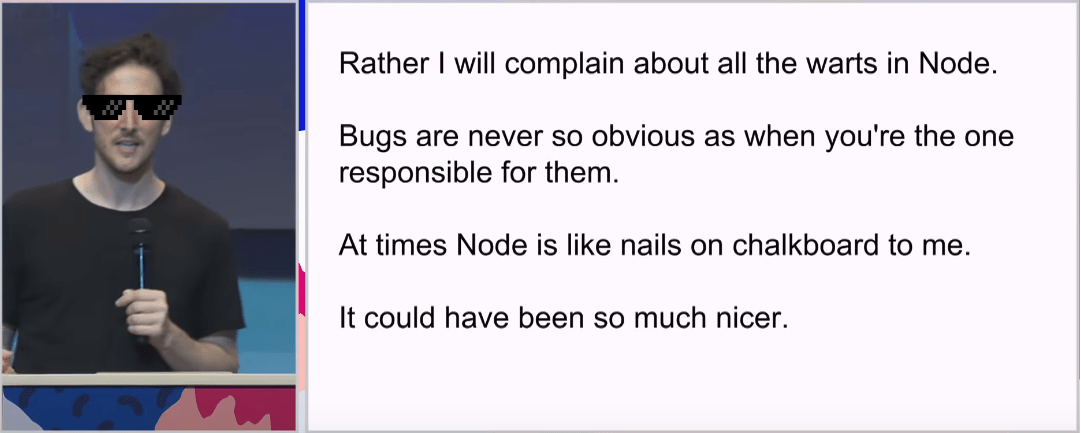 Rather I will complain about all the warts in Node.
Bugs are never so obvious as when you're the one
responsible for them.
At times Node is like nails on chalkboard to me.
It could have been so much nicer.